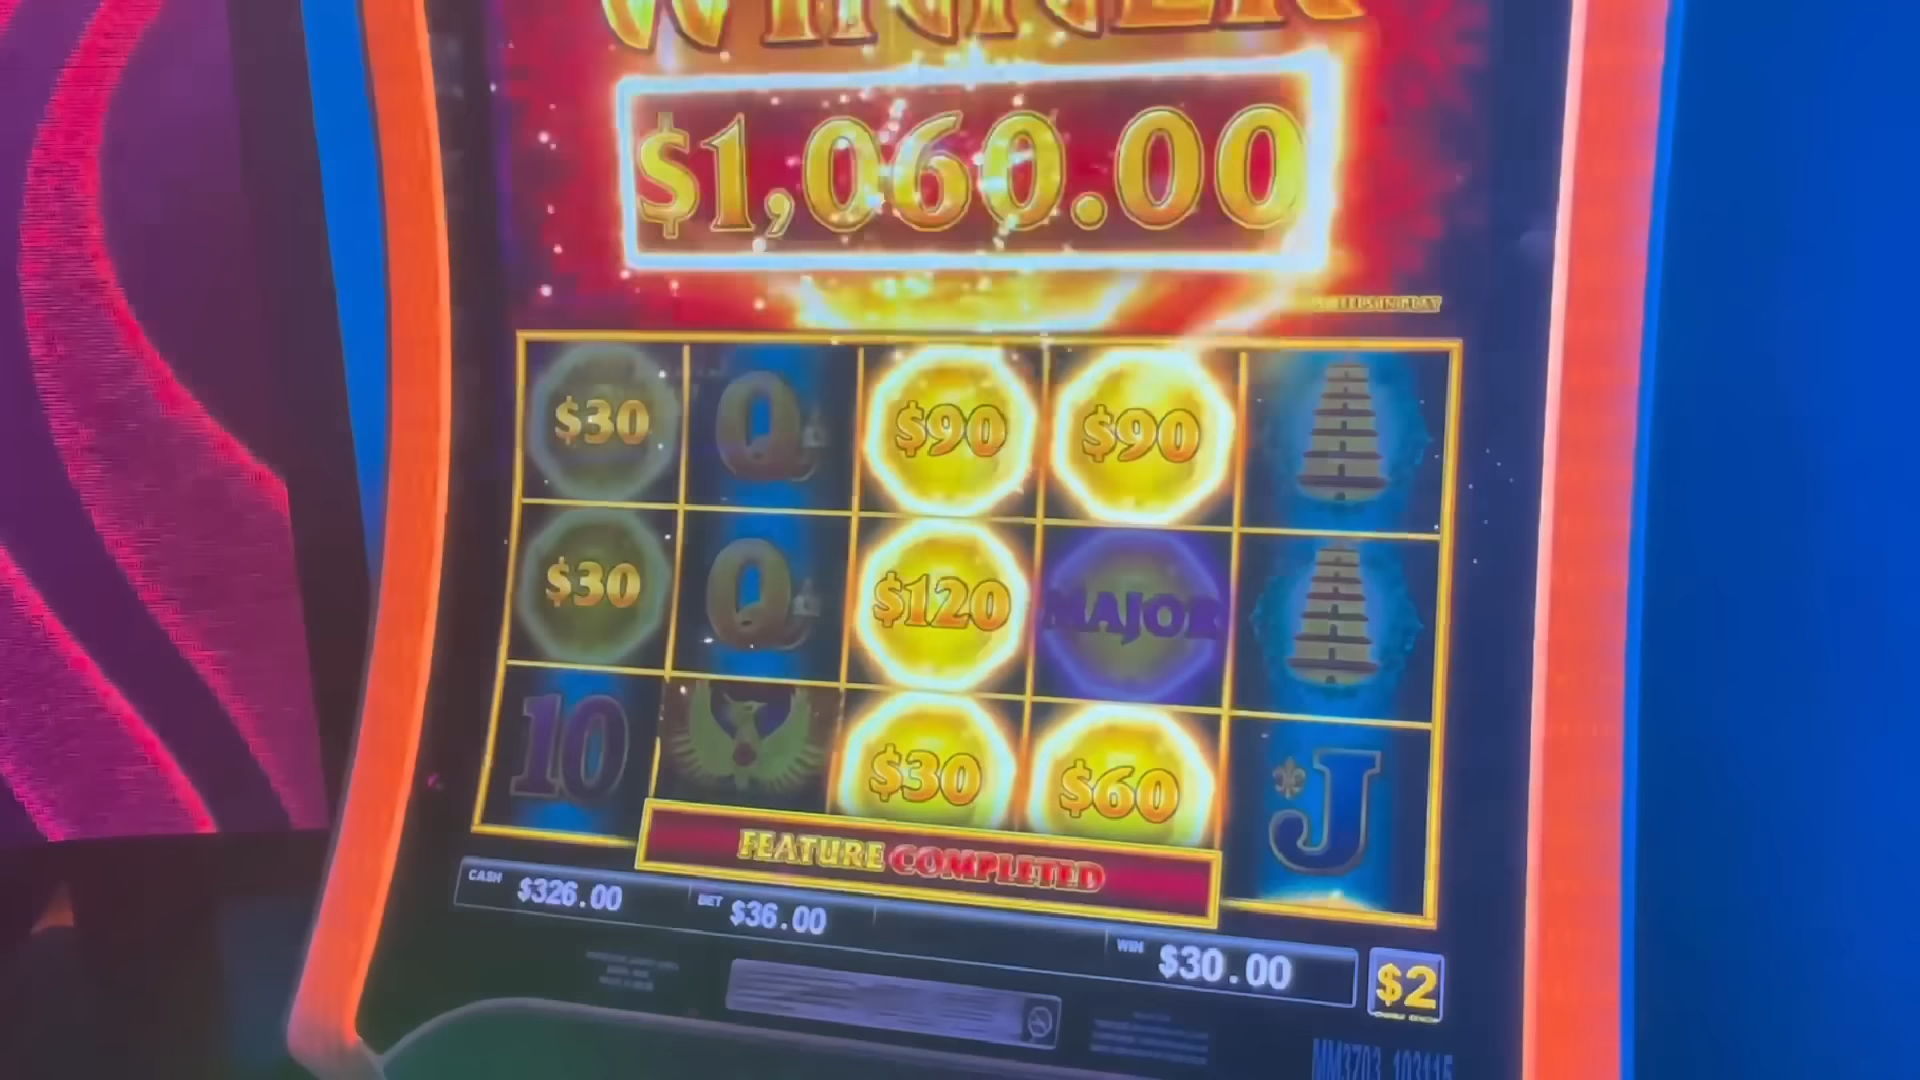 WINNER
$1,060.00
$30 Q $90 $90
$30 Q $120 MAJOR
10 $30 $60 J
FEATURE COMPLETED
CASH $326.00 BET $36.00 WIN $30.00 $2